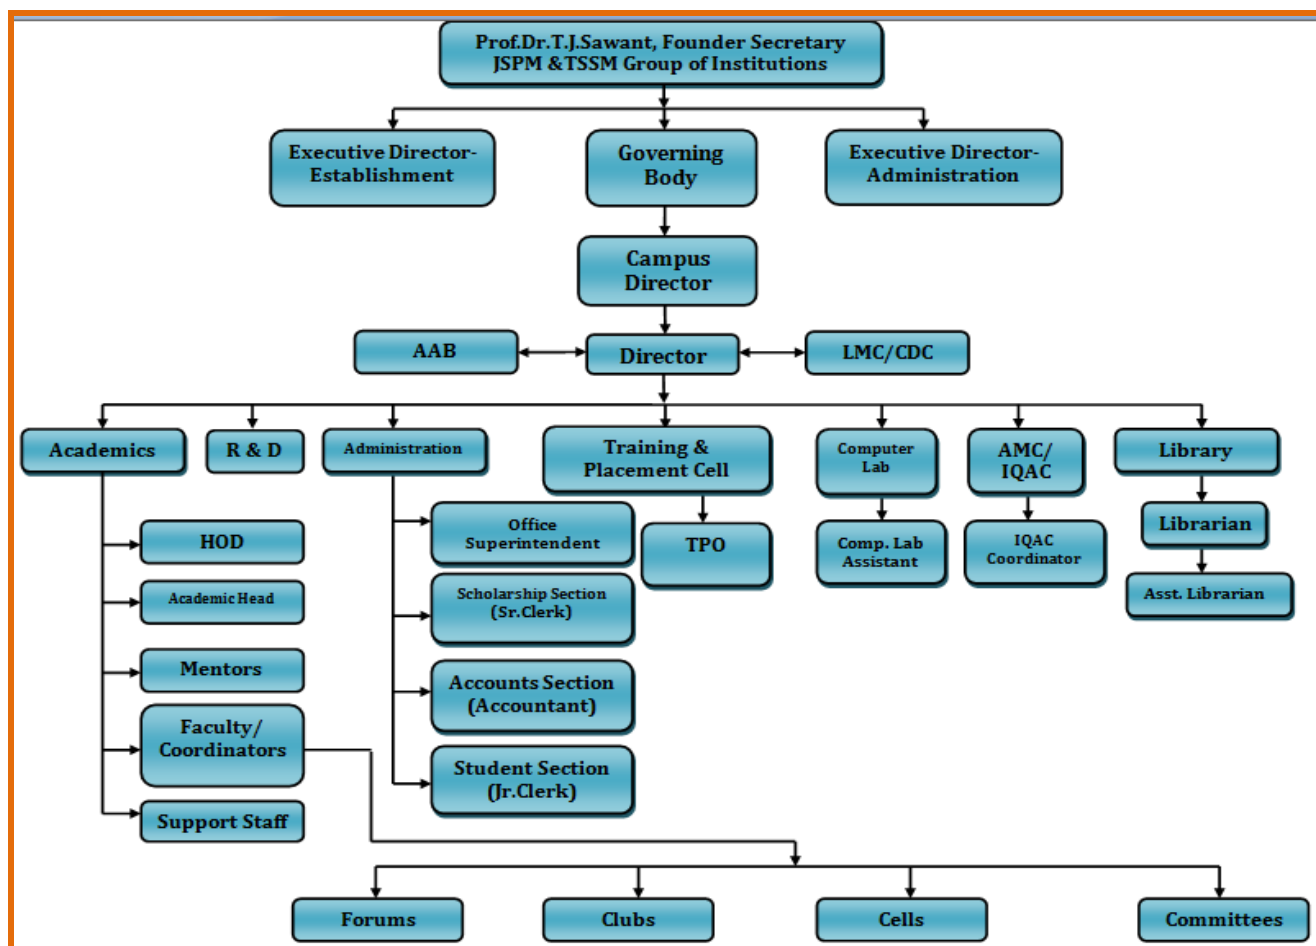 Prof.Dr.T.J.Sawant, Founder Secretary
JSPM &TSSM Group of Institutions
Executive Director-
Establishment
Governing
Body
Executive Director-
Administration
Campus
Director
AAB
Director
LMC/CDC
Academics
R & D
Administration
Training &
Placement Cell
Computer
Lab
AMC/
IQAC
Library
HOD
Academic Head
Mentors
Faculty/
Coordinators
Support Staff
Office
Superintendent
Scholarship Section
(Sr.Clerk)
Accounts Section
(Accountant)
Student Section
(Jr.Clerk)
TPO
Comp. Lab
Assistant
IQAC
Coordinator
Librarian
Asst. Librarian
Forums
Clubs
Cells
Committees